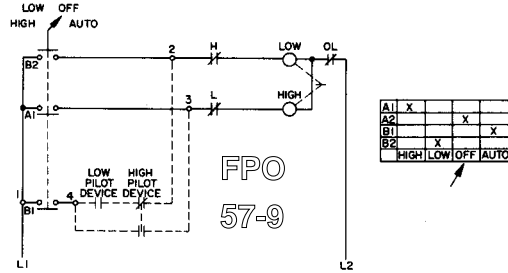 LOW OFF
HIGH AUTO
2 H LOW OL
B2
3 L HIGH
A1
A1 X
A2 X
B1 X
B2 X
HIGH LOW OFF AUTO
LOW PILOT DEVICE
HIGH PILOT DEVICE
FPO
57-9
1 4
B1
L1 L2